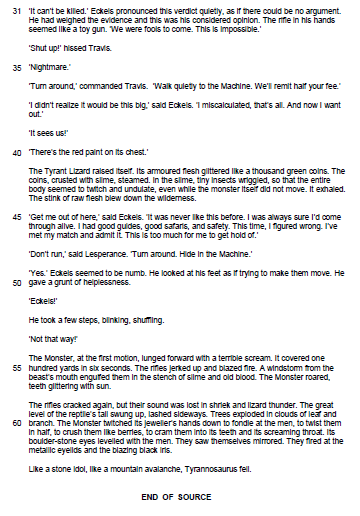 31 'It can't be killed.' Eckels pronounced this verdict quietly, as if there could be no argument.
He had weighed the evidence and this was his considered opinion. The rifle in his hands
seemed like a toy gun. 'We were fools to come. This is impossible.'
'Shut up!' hissed Travis.
35 'Nightmare.'
'Turn around,' commanded Travis. 'Walk quietly to the Machine. We'll remit half your fee.'
'I didn't realize it would be this big,' said Eckels. 'I miscalculated, that's all. And now I want
out.'
'It sees us!'
40 'There's the red paint on its chest.'
The Tyrant Lizard raised itself. Its armoured flesh glittered like a thousand green coins. The
coins, crusted with slime, steamed. In the slime, tiny insects wriggled, so that the entire
body seemed to twitch and undulate, even while the monster itself did not move. It exhaled.
The stink of raw flesh blew down the wilderness.
45 'Get me out of here,' said Eckels. 'It was never like this before. I was always sure I'd come
through alive. I had good guides, good safaris, and safety. This time, I figured wrong. I've
met my match and admit it. This is too much for me to get hold of.'
'Don't run,' said Lesperance. 'Turn around. Hide in the Machine.'
'Yes.' Eckels seemed to be numb. He looked at his feet as if trying to make them move. He
50 gave a grunt of helplessness.
'Eckels!'
He took a few steps, blinking, shuffling.
'Not that way!'
The Monster, at the first motion, lunged forward with a terrible scream. It covered one
55 hundred yards in six seconds. The rifles jerked up and blazed fire. A windstorm from the
beast's mouth engulfed them in the stench of slime and old blood. The Monster roared,
teeth glittering with sun.
The rifles cracked again, but their sound was lost in shriek and lizard thunder. The great
level of the reptile's tail swung up, lashed sideways. Trees exploded in clouds of leaf and
60 branch. The Monster twitched its jeweller's hands down to fondle at the men, to twist them
in half, to crush them like berries, to cram them into its teeth and its screaming throat. Its
boulder-stone eyes levelled with the men. They saw themselves mirrored. They fired at the
metallic eyelids and the blazing black iris.
Like a stone idol, like a mountain avalanche, Tyrannosaurus fell.
END OF SOURCE